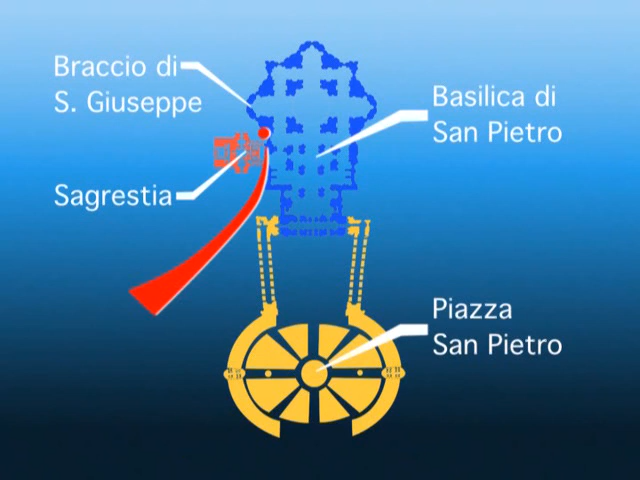 Braccio di
S. Giuseppe
Basilica di
San Pietro
Sagrestia
Piazza
San Pietro